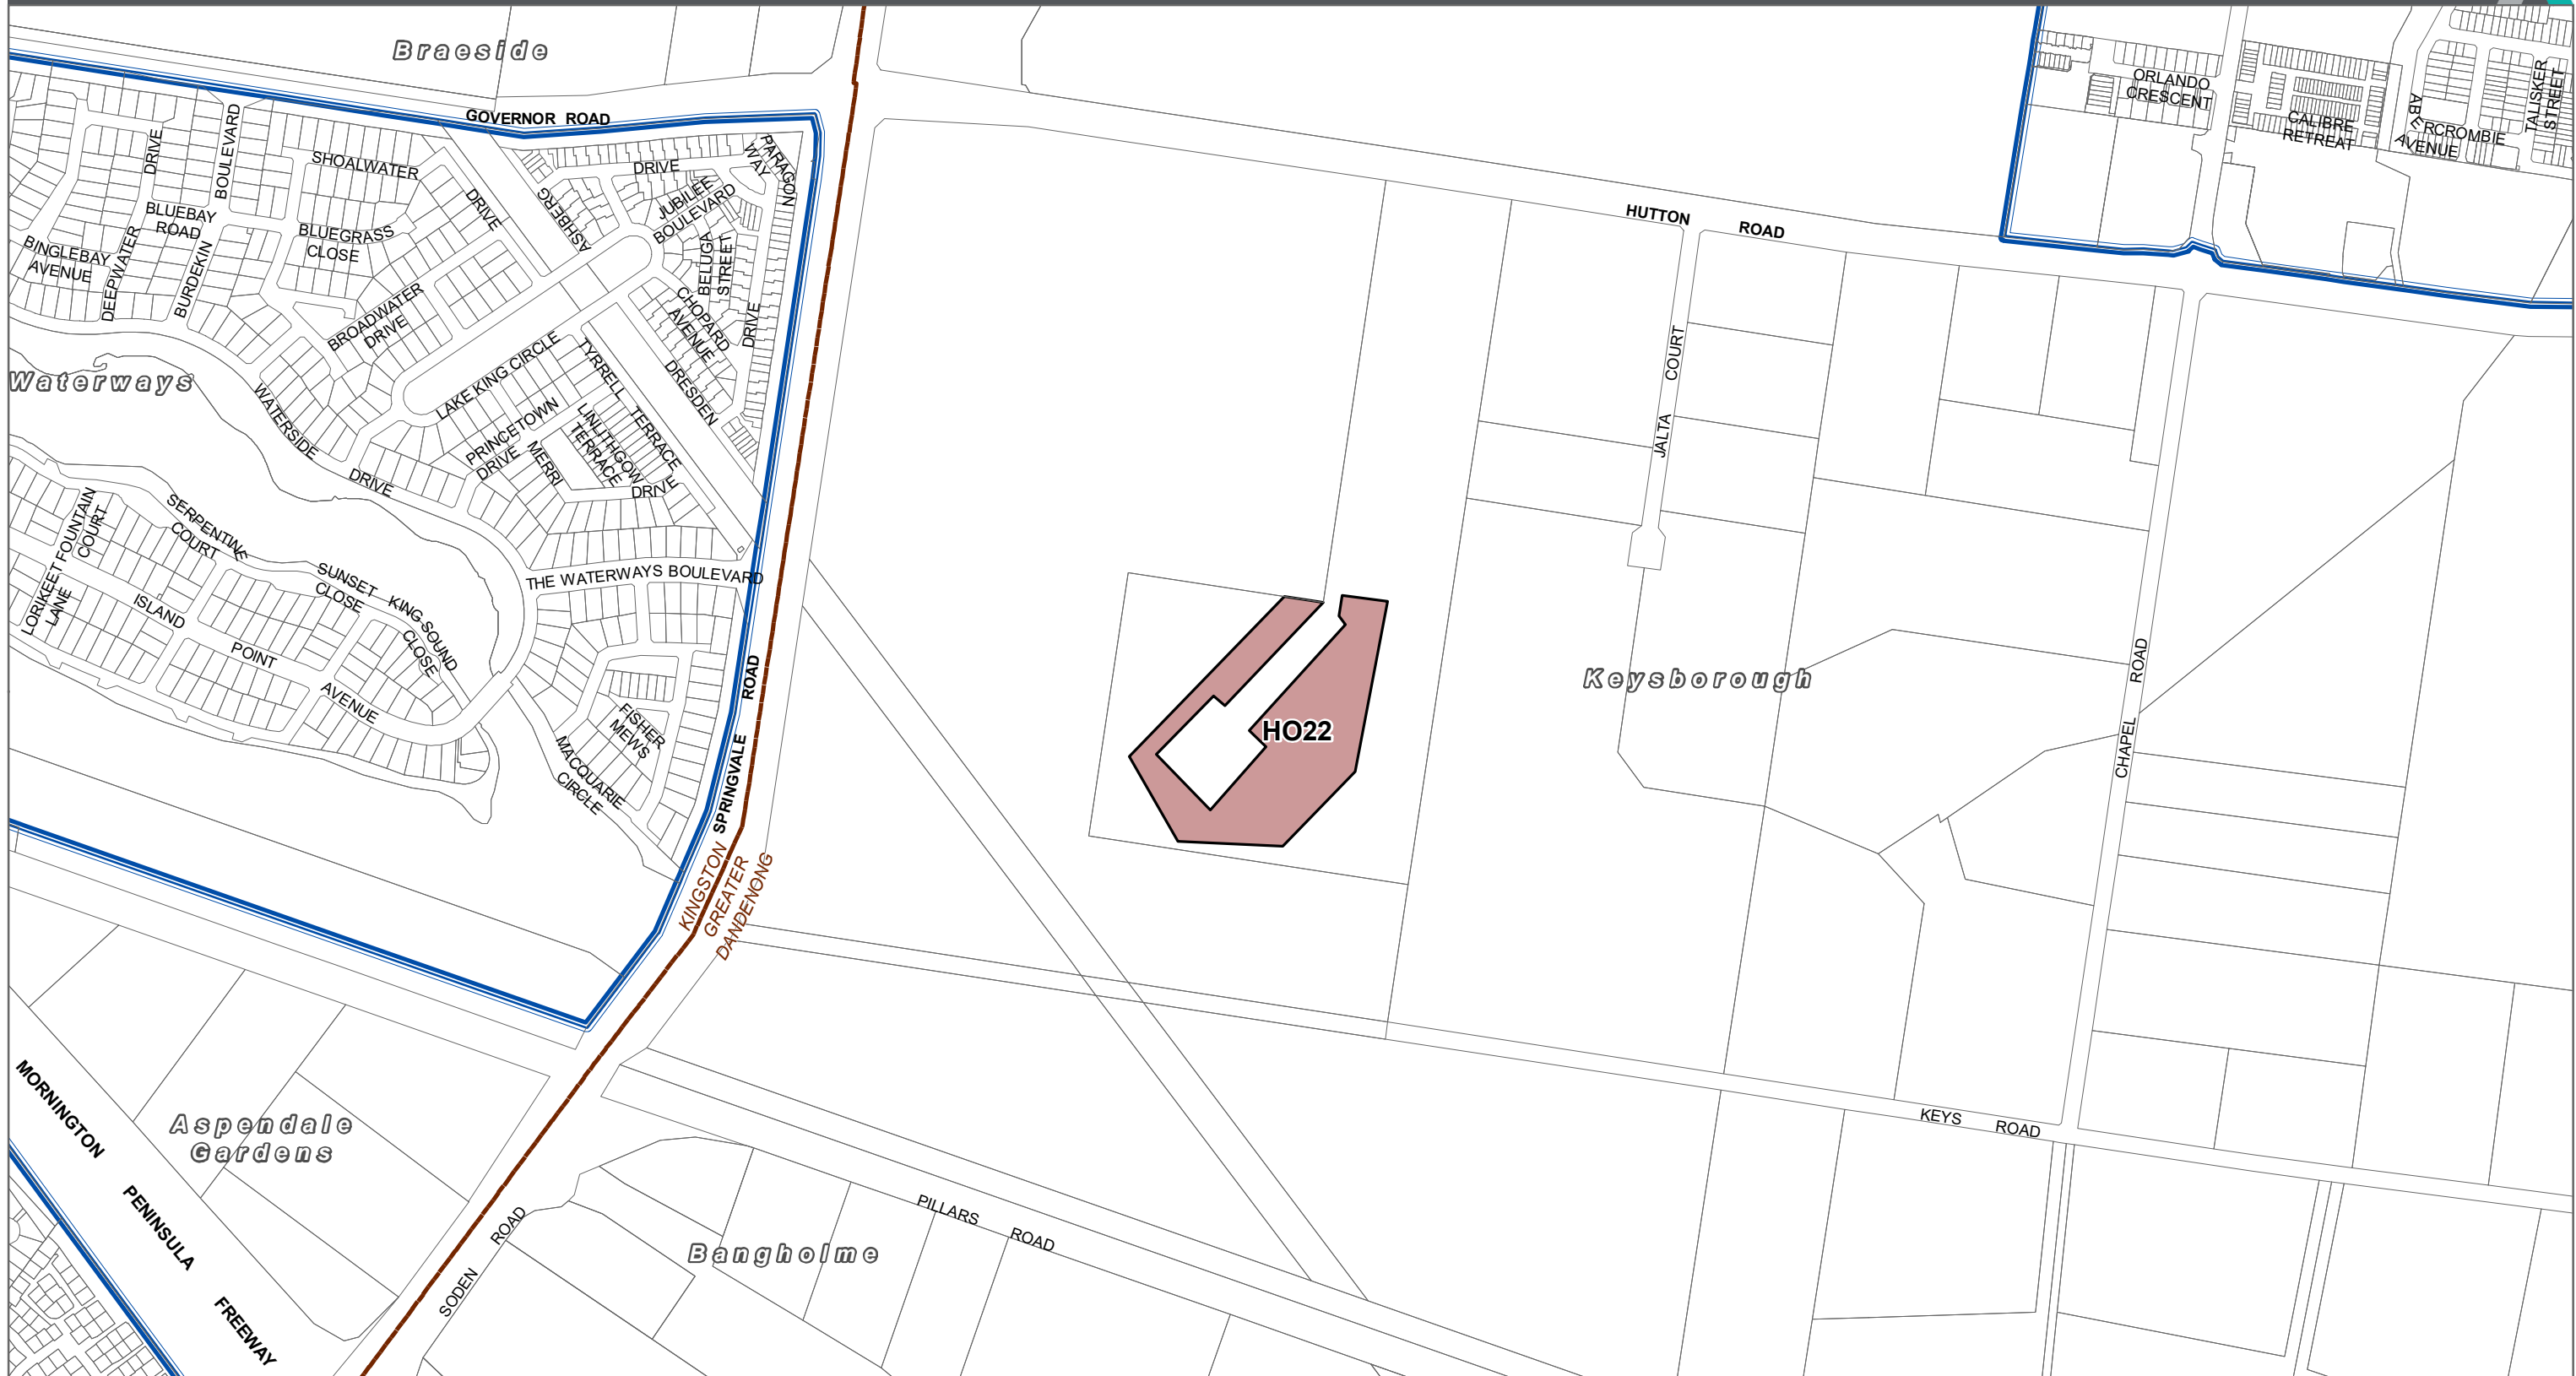 Braeside
GOVERNOR ROAD
ORLANDO
CRESCENT
CALIBRE
RETREAT
ABERCROMBIE
AVENUE
TALISKER
STREET
DRIVE
BOULEVARD
SHOALWATER
DRIVE
BLUEBAY
ROAD
BLUEGRASS
CLOSE
BINGLEBAY
AVENUE
DEEPWATER
BURDEKIN
BROADWATER
DRIVE
ASHBERG
DRIVE
PARAGON
WAY
JUBILEE
BOULEVARD
BELUGA
STREET
CHOPARD
AVENUE
DRIVE
DRESDEN
HUTTON ROAD
JALTA COURT
Waterways
WATERSIDE
DRIVE
LAKE KING CIRCLE
TYRRELL TERRACE
PRINCETOWN
DRIVE
LINLITHGOW
TERRACE
MERRI
DRIVE
SERPENTINE
COURT
FOUNTAIN
COURT
LORIKEET
LANE
SUNSET
CLOSE
KING SOUND
CLOSE
ISLAND
POINT
AVENUE
THE WATERWAYS BOULEVARD
FISHER
MEWS
MACQUARIE
CIRCLE
SPRINGVALE ROAD
HO22
Keysborough
CHAPEL ROAD
KINGSTON
GREATER
DANDENONG
MORNINGTON
PENINSULA
FREEWAY
Aspendale
Gardens
SODEN ROAD
Bangholme
PILLARS ROAD
KEYS ROAD